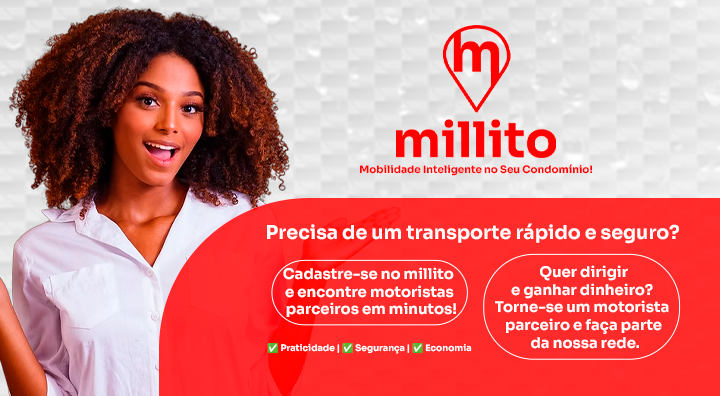 m
millito
Mobilidade Inteligente no Seu Condomínio!
Precisa de um transporte rápido e seguro?
Cadastre-se no millito
e encontre motoristas
parceiros em minutos!
Quer dirigir
e ganhar dinheiro?
Torne-se um motorista
parceiro e faça parte
da nossa rede.
✅ Praticidade | ✅ Segurança | ✅ Economia